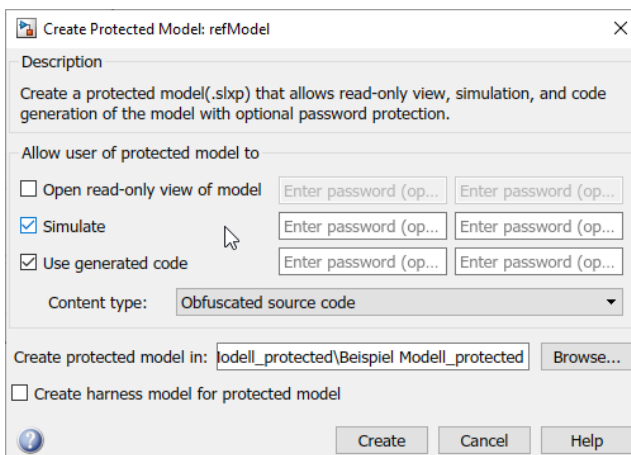 Create Protected Model: refModel
Description
Create a protected model(.slxp) that allows read-only view, simulation, and code
generation of the model with optional password protection.
Allow user of protected model to
Open read-only view of model Enter password (op... Enter password (op...
Simulate Enter password (op... Enter password (op...
Use generated code Enter password (op... Enter password (op...
Content type: Obfuscated source code
Create protected model in: lodell_protected\Beispiel Modell_protected Browse...
Create harness model for protected model
? Create Cancel Help